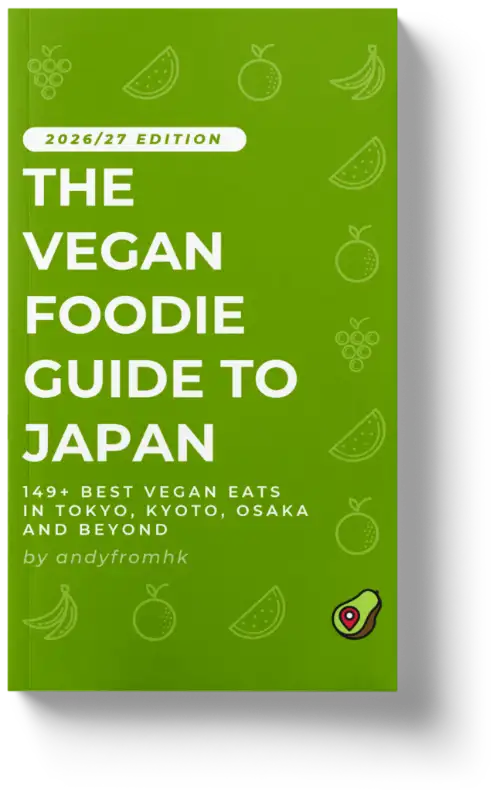 2026/27 EDITION
THE
VEGAN
FOODIE
GUIDE TO
JAPAN
149+ BEST VEGAN EATS
IN TOKYO, KYOTO, OSAKA
AND BEYOND
by andyfromhk